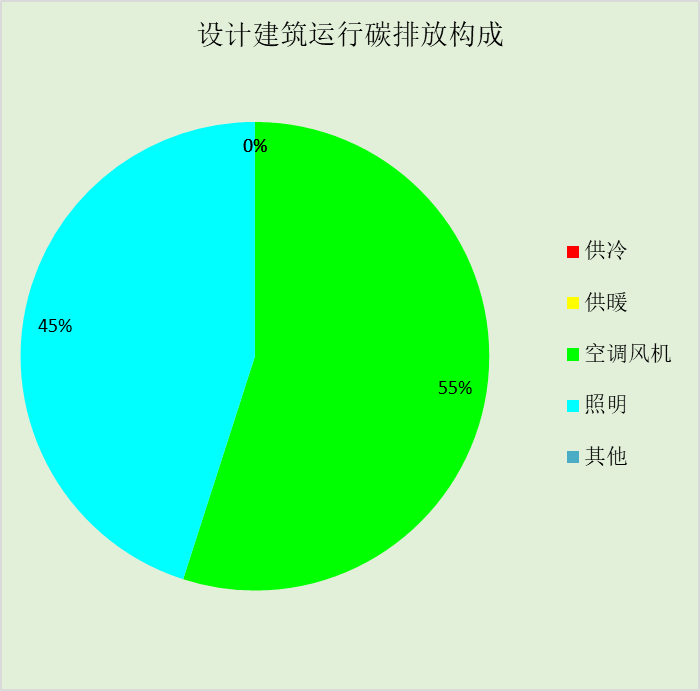 设计建筑运行碳排放构成
0%
45%
55%
供冷
供暖
空调风机
照明
其他